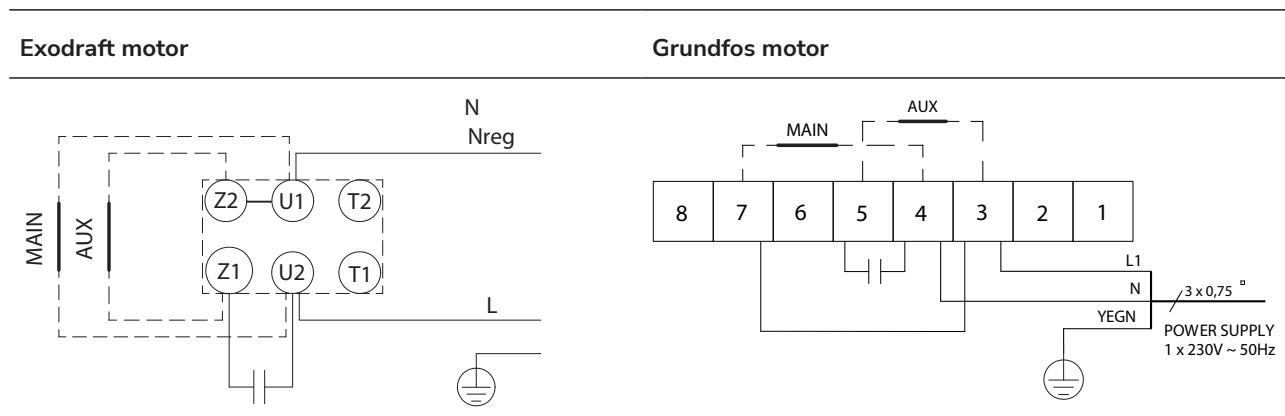 Exodraft motor
Grundfos motor
N
Nreg
MAIN
AUX
Z2
U1
T2
Z1
U2
T1
L
AUX
MAIN
8 7 6 5 4 3 2 1
L1
N
3 x 0,75 □
YEGN
POWER SUPPLY
1 x 230V ~ 50Hz